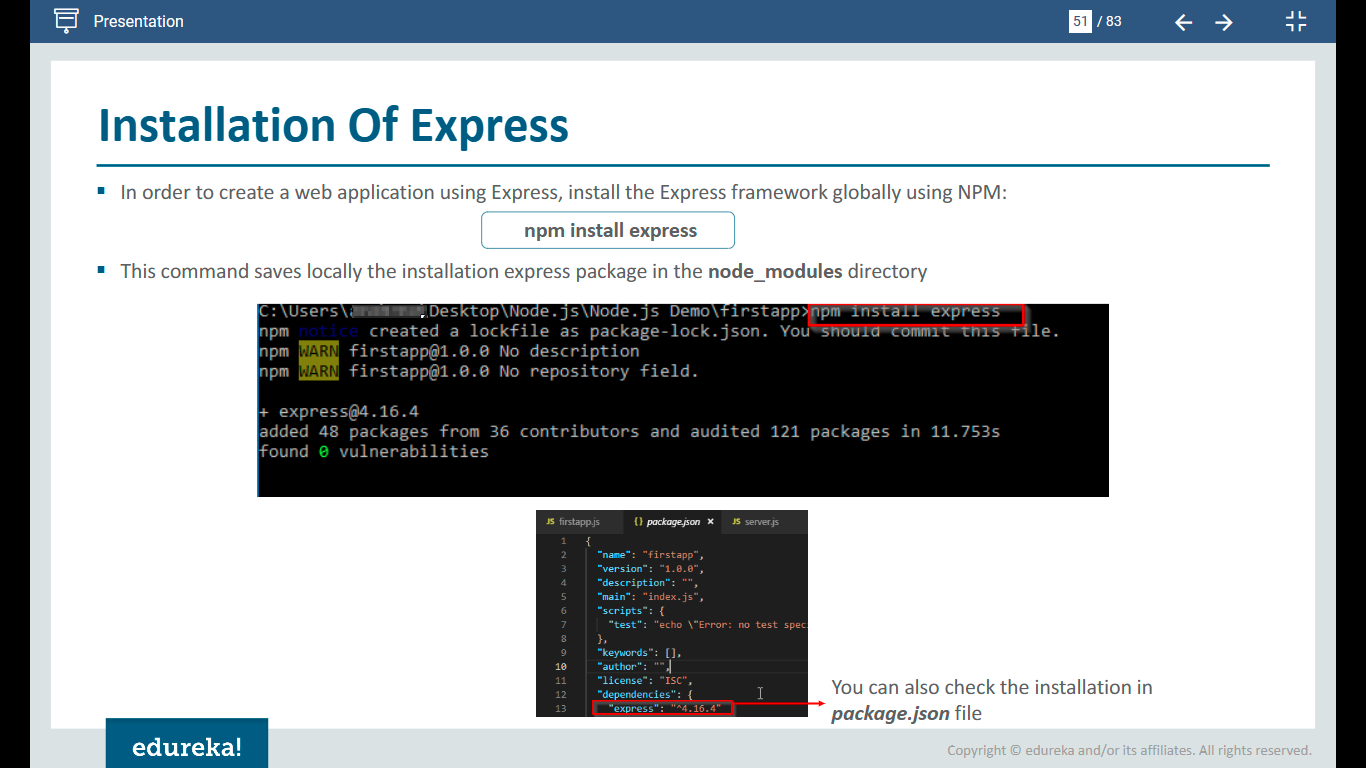 Presentation
51 / 83
Installation Of Express
In order to create a web application using Express, install the Express framework globally using NPM:
npm install express
This command saves locally the installation express package in the node_modules directory
C:\Users\ Desktop\Node.js\Node.js Demo\firstapp>npm install express
npm notice created a lockfile as package-lock.json. You should commit this file.
npm WARN firstapp@1.0.0 No description
npm WARN firstapp@1.0.0 No repository field.
+ express@4.16.4
added 48 packages from 36 contributors and audited 121 packages in 11.753s
found 0 vulnerabilities
JS firstapp.js {} package.json × JS server.js
1 {
2 "name": "firstapp",
3 "version": "1.0.0",
4 "description": "",
5 "main": "index.js",
6 "scripts": {
7 "test": "echo \"Error: no test spec
8 },
9 "keywords": [],
10 "author": "",
11 "license": "ISC",
12 "dependencies": {
13 "express": "^4.16.4"
You can also check the installation in
package.json file
edureka!
Copyright © edureka and/or its affiliates. All rights reserved.